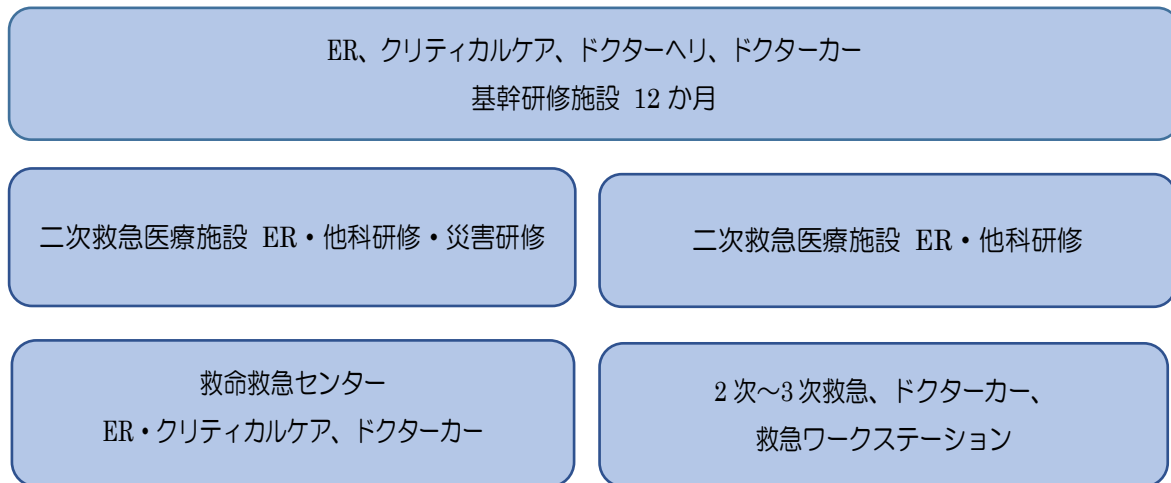 ER、クリティカルケア、ドクターヘリ、ドクターカー
基幹研修施設 12か月
二次救急医療施設 ER・他科研修・災害研修
二次救急医療施設 ER・他科研修
救命救急センター
ER・クリティカルケア、ドクターカー
2次～3次救急、ドクターカー、
救急ワークステーション